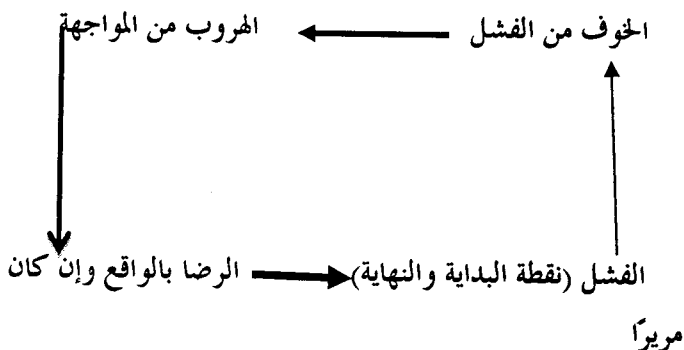 الخوف من الفشل
الهروب من المواجهة
الفشل (نقطة البداية والنهاية)
الرضا بالواقع وإن كان
مريرًا